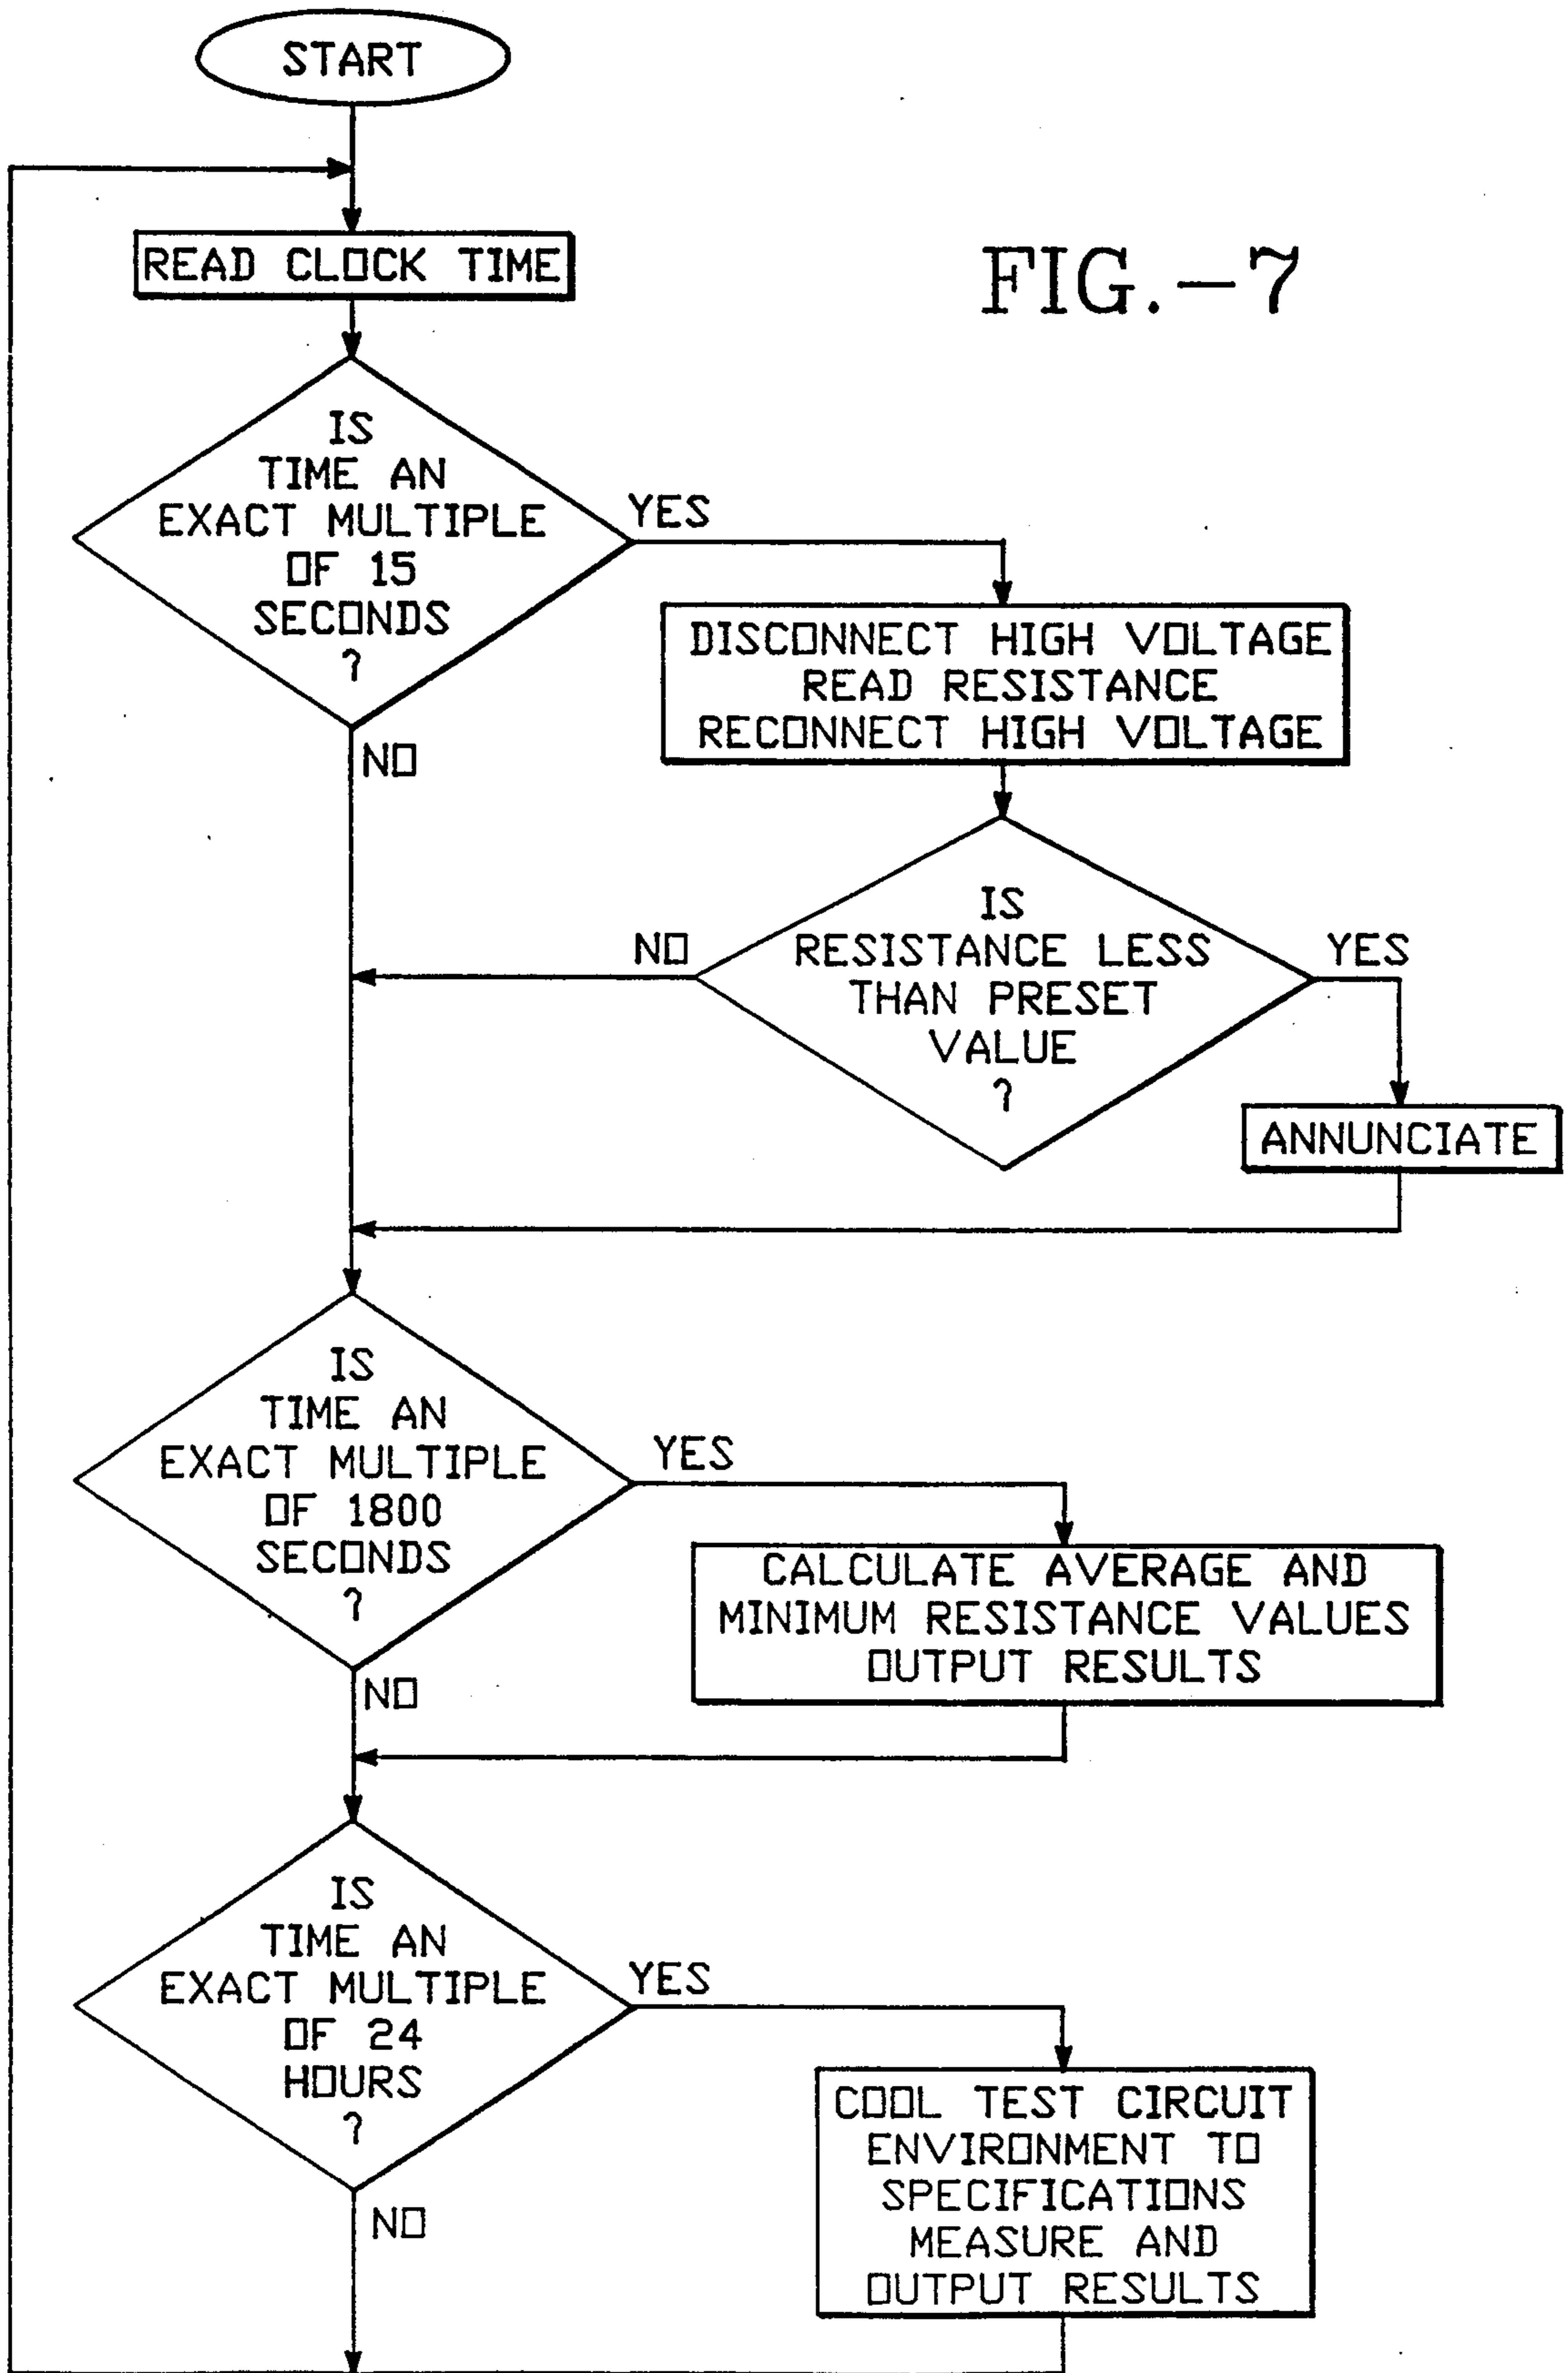 START
READ CLOCK TIME
FIG.-7
IS
TIME AN
EXACT MULTIPLE
OF 15
SECONDS
?
YES
NO
DISCONNECT HIGH VOLTAGE
READ RESISTANCE
RECONNECT HIGH VOLTAGE
IS
RESISTANCE LESS
THAN PRESET
VALUE
?
NO
YES
ANNUNCIATE
IS
TIME AN
EXACT MULTIPLE
OF 1800
SECONDS
?
YES
NO
CALCULATE AVERAGE AND
MINIMUM RESISTANCE VALUES
OUTPUT RESULTS
IS
TIME AN
EXACT MULTIPLE
OF 24
HOURS
?
YES
NO
COOL TEST CIRCUIT
ENVIRONMENT TO
SPECIFICATIONS
MEASURE AND
OUTPUT RESULTS